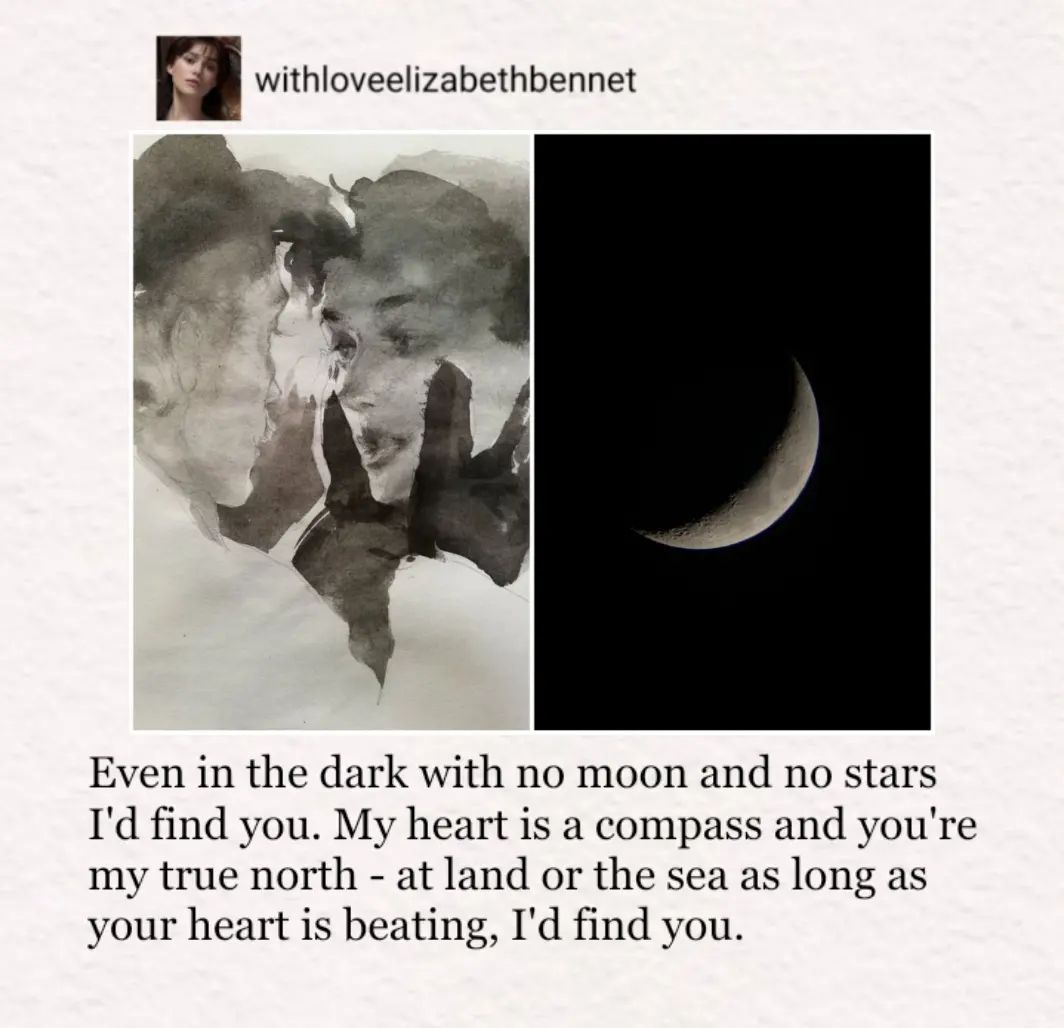 withloveelizabethbennet
Even in the dark with no moon and no stars
I'd find you. My heart is a compass and you're
my true north - at land or the sea as long as
your heart is beating, I'd find you.